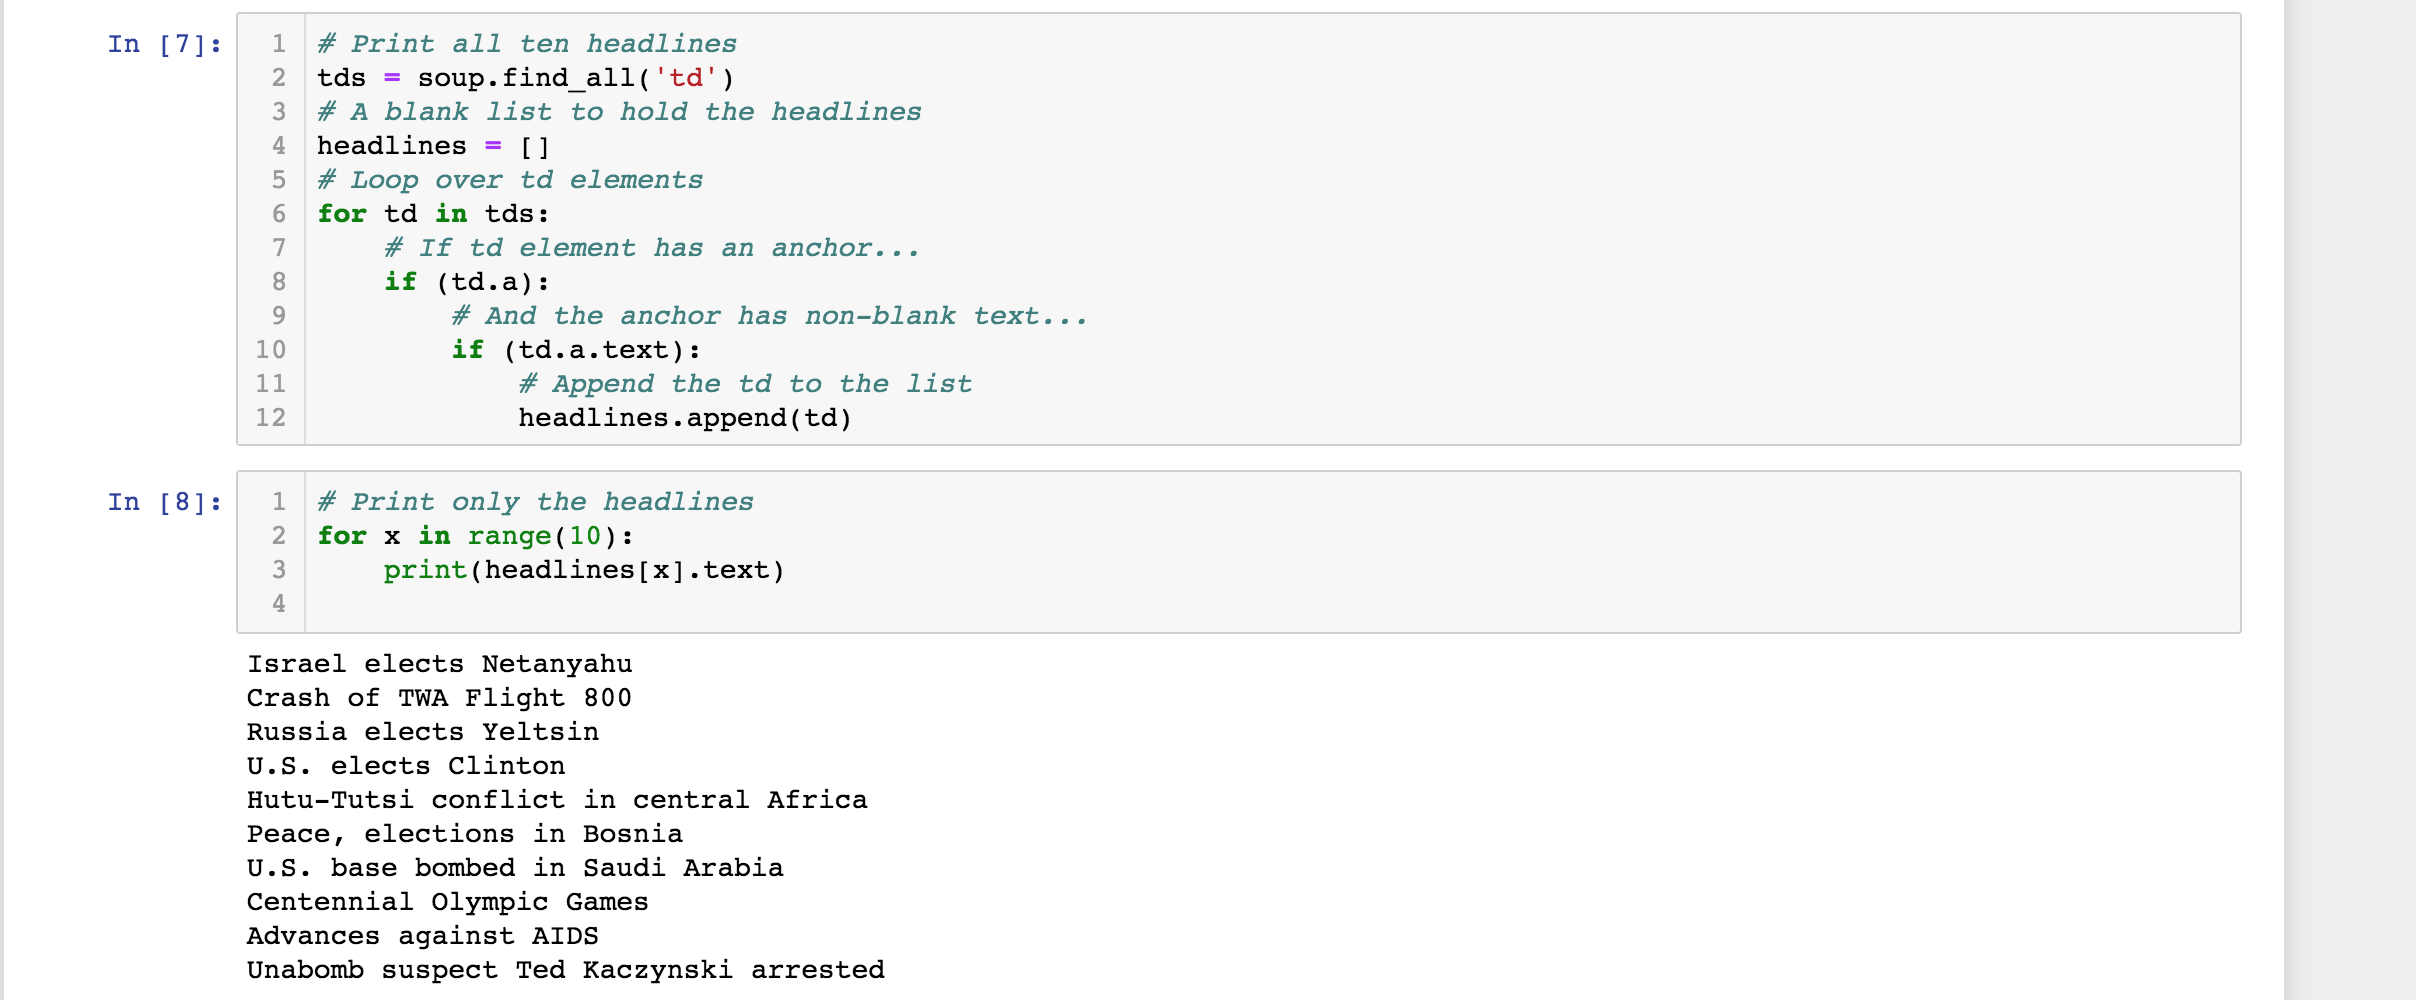 In [7]:
1 # Print all ten headlines
2 tds = soup.find_all('td')
3 # A blank list to hold the headlines
4 headlines = []
5 # Loop over td elements
6 for td in tds:
7     # If td element has an anchor...
8     if (td.a):
9         # And the anchor has non-blank text...
10         if (td.a.text):
11             # Append the td to the list
12             headlines.append(td)
In [8]:
1 # Print only the headlines
2 for x in range(10):
3     print(headlines[x].text)
4
Israel elects Netanyahu
Crash of TWA Flight 800
Russia elects Yeltsin
U.S. elects Clinton
Hutu-Tutsi conflict in central Africa
Peace, elections in Bosnia
U.S. base bombed in Saudi Arabia
Centennial Olympic Games
Advances against AIDS
Unabomb suspect Ted Kaczynski arrested